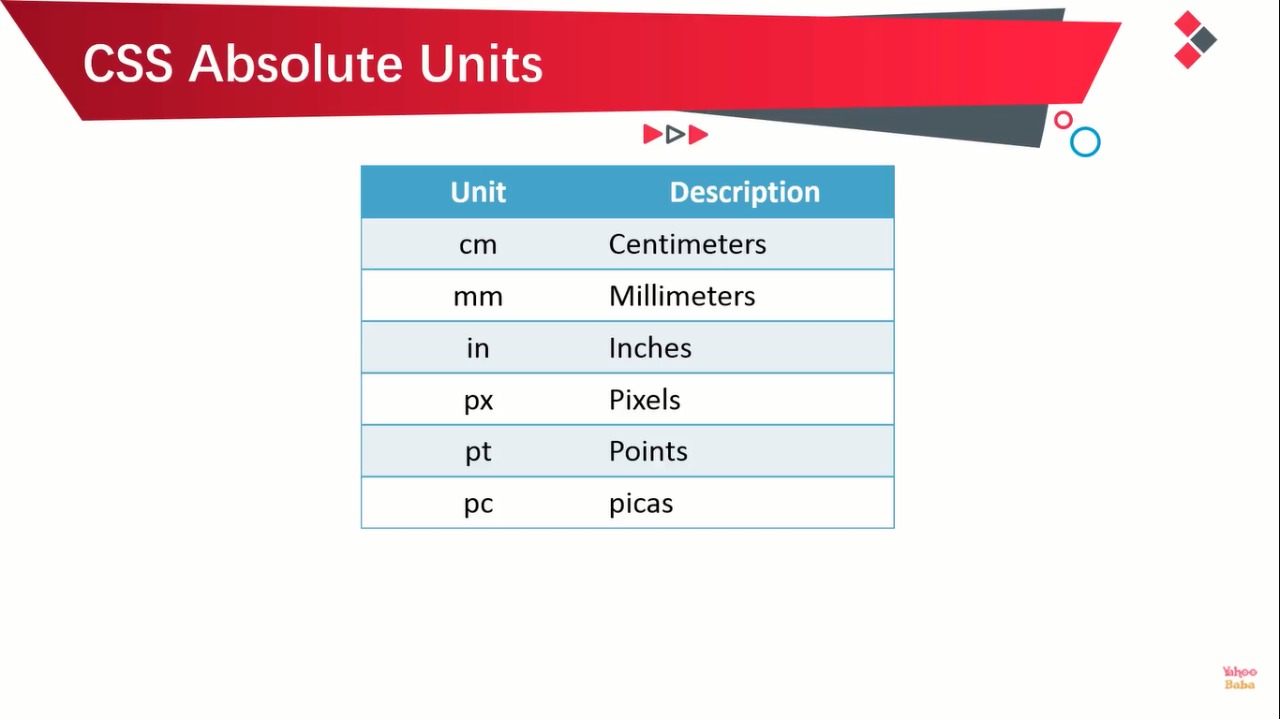 CSS Absolute Units
Unit Description
cm Centimeters
mm Millimeters
in Inches
px Pixels
pt Points
pc picas
Yahoo
Baba